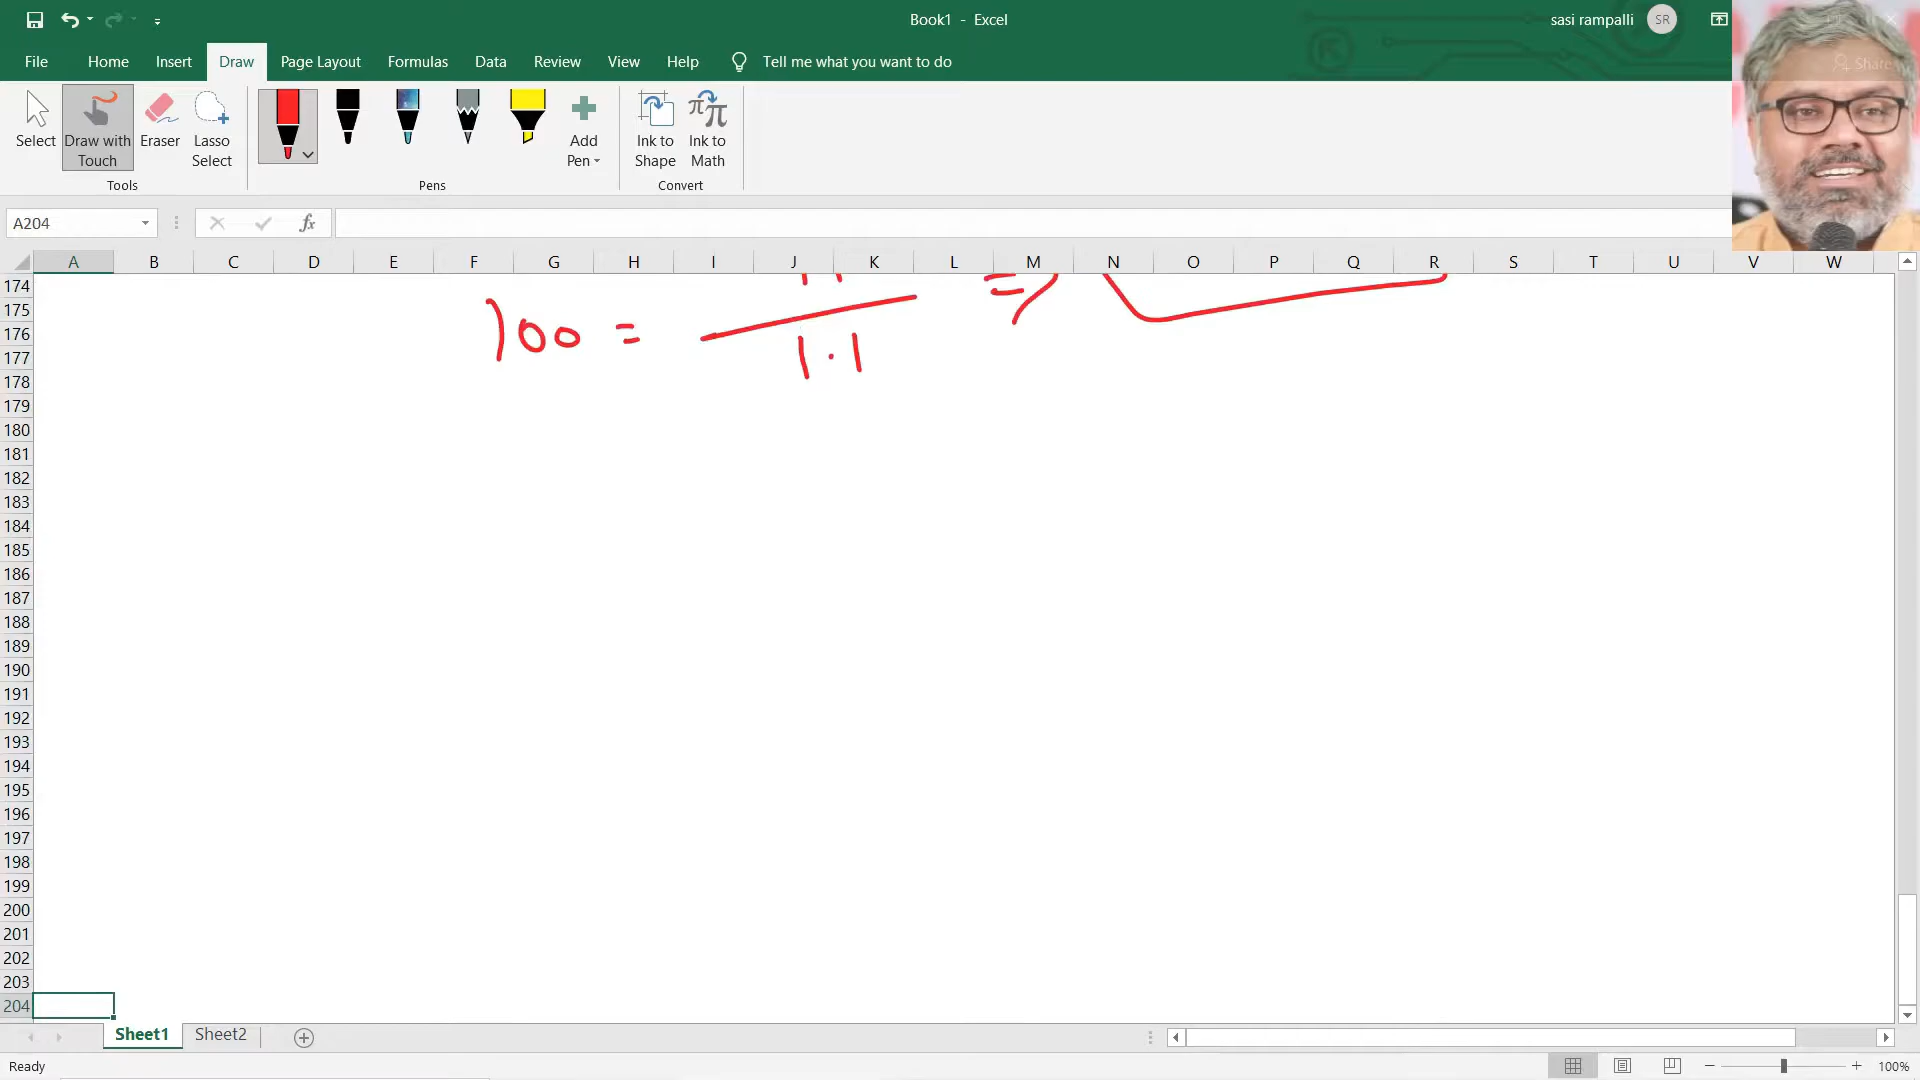 Book1 - Excel
sasi rampalli
SR
File
Home
Insert
Draw
Page Layout
Formulas
Data
Review
View
Help
Tell me what you want to do
Share
Select
Draw with Touch
Eraser
Lasso Select
Add Pen
Ink to Shape
Ink to Math
Tools
Pens
Convert
A204
fx
A B C D E F G H I J K L M N O P Q R S T U V W
174
175
176
177
178
179
180
181
182
183
184
185
186
187
188
189
190
191
192
193
194
195
196
197
198
199
200
201
202
203
204
100 =
1.1
Sheet1
Sheet2
Ready
100%